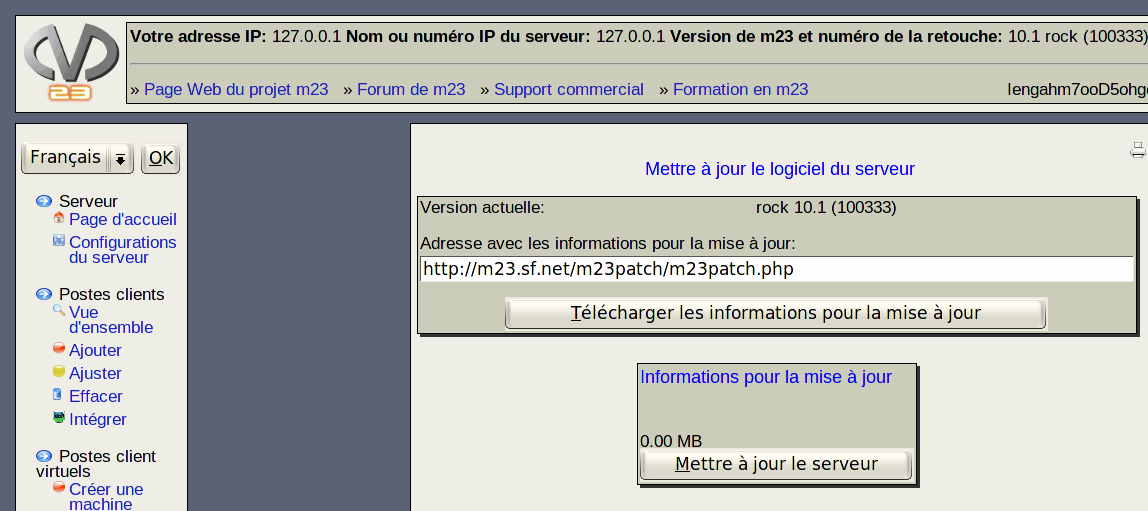 Votre adresse IP: 127.0.0.1 Nom ou numéro IP du serveur: 127.0.0.1 Version de m23 et numéro de la retouche: 10.1 rock (100333)
» Page Web du projet m23 » Forum de m23 » Support commercial » Formation en m23
23
Français
OK
Serveur
Page d'accueil
Configurations
du serveur
Postes clients
Vue
d'ensemble
Ajouter
Ajuster
Effacer
Intégrer
Postes client
virtuels
Créer une
machine
Mettre à jour le logiciel du serveur
Version actuelle: rock 10.1 (100333)
Adresse avec les informations pour la mise à jour:
http://m23.sf.net/m23patch/m23patch.php
Télécharger les informations pour la mise à jour
Informations pour la mise à jour
0.00 MB
Mettre à jour le serveur